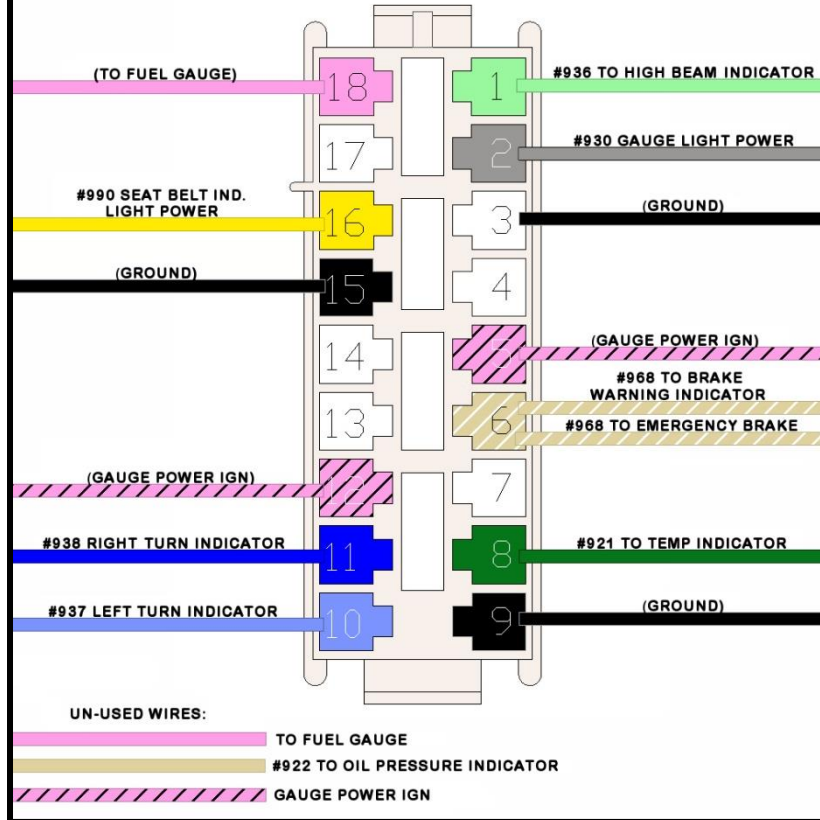 (TO FUEL GAUGE)
18
1
#936 TO HIGH BEAM INDICATOR
17
2
#930 GAUGE LIGHT POWER
#990 SEAT BELT IND.
LIGHT POWER
16
3
(GROUND)
(GROUND)
15
4
14
5
(GAUGE POWER IGN)
#968 TO BRAKE
WARNING INDICATOR
13
6
#968 TO EMERGENCY BRAKE
(GAUGE POWER IGN)
12
7
#938 RIGHT TURN INDICATOR
11
8
#921 TO TEMP INDICATOR
#937 LEFT TURN INDICATOR
10
9
(GROUND)
UN-USED WIRES:
TO FUEL GAUGE
#922 TO OIL PRESSURE INDICATOR
GAUGE POWER IGN